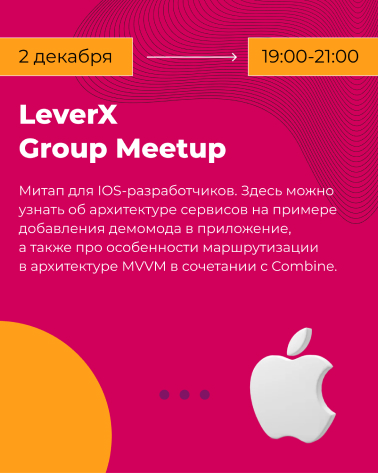 2 декабря
19:00-21:00
LeverX
Group Meetup
Митап для IOS-разработчиков. Здесь можно
узнать об архитектуре сервисов на примере
добавления демомода в приложение,
а также про особенности маршрутизации
в архитектуре MVVM в сочетании с Combine.